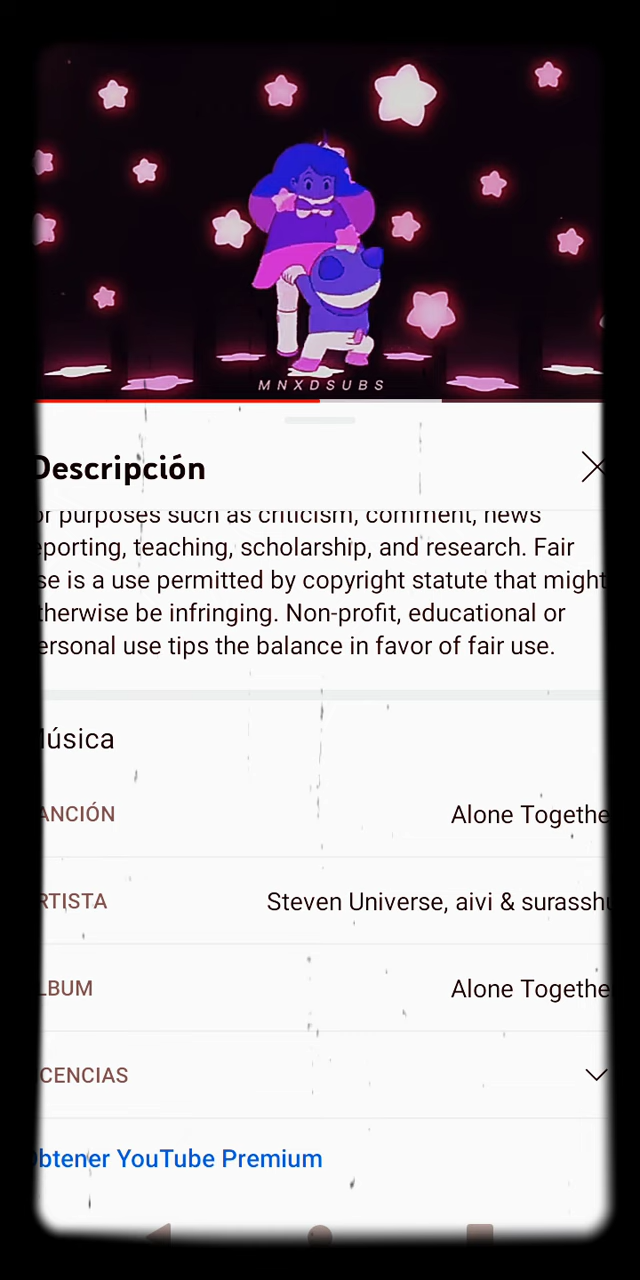 MNXDSUBS
Descripción
or purposes such as criticism, comment, news
eporting, teaching, scholarship, and research. Fair
se is a use permitted by copyright statute that might
therwise be infringing. Non-profit, educational or
ersonal use tips the balance in favor of fair use.
Música
ANCIÓN
Alone Togethe
RTISTA
Steven Universe, aivi & surasshu
LBUM
Alone Togethe
CENCIAS
Obtener YouTube Premium